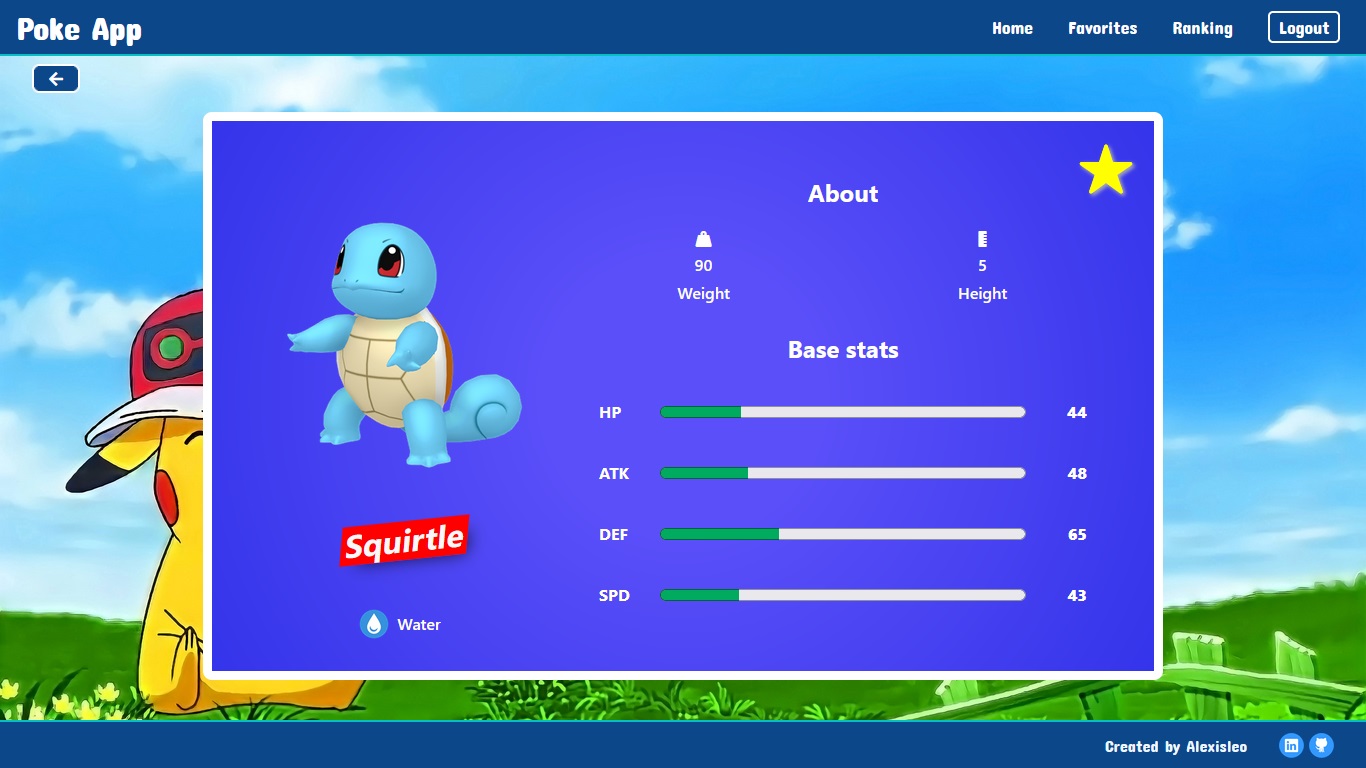 Poke App
Home Favorites Ranking Logout
About
90
Weight
5
Height
Base stats
HP 44
ATK 48
DEF 65
SPD 43
Squirtle
Water
Created by Alexisleo
in